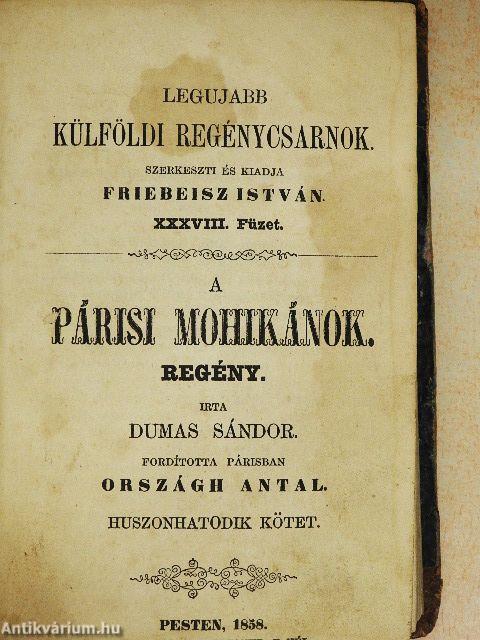 LEGUJABB
KÜLFÖLDI REGÉNYCSARNOK.
SZERKESZTI ÉS KIADJA
FRIEBEISZ ISTVÁN.
XXXVIII. Füzet.
A
PÁRISI MOHIKÁNOK.
REGÉNY.
IRTA
DUMAS SÁNDOR.
FORDÍTOTTA PÁRISBAN
ORSZÁGH ANTAL.
HUSZONHATODIK KÖTET.
PESTEN, 1858.
Antikvárium.hu